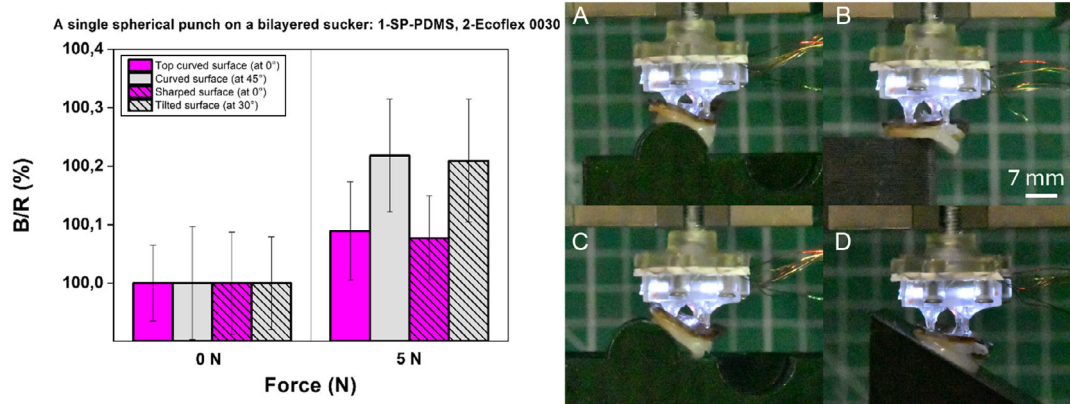 A single spherical punch on a bilayered sucker: 1-SP-PDMS, 2-Ecoflex 0030
100,4
100,3
100,2
100,1
100,0
B/R (%)
Top curved surface (at 0°)
Curved surface (at 45°)
Sharped surface (at 0°)
Tilted surface (at 30°)
0 N
5 N
Force (N)
A
B
7 mm
C
D